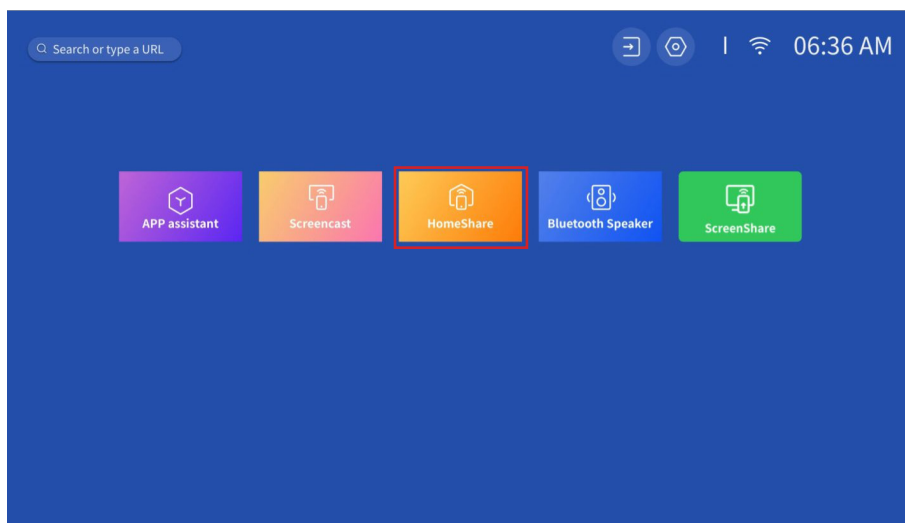 Search or type a URL
06:36 AM
APP assistant
Screencast
HomeShare
Bluetooth Speaker
ScreenShare